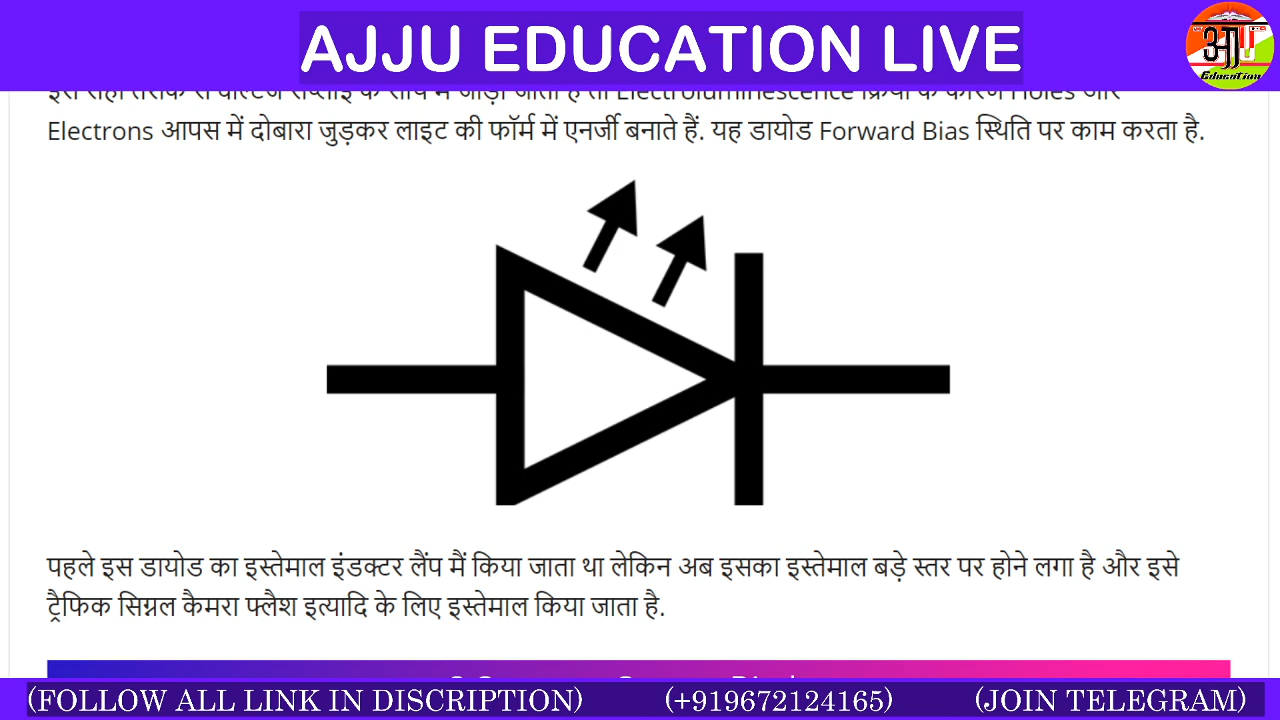 AJJU EDUCATION LIVE
अJU
Education
Electrons आपस में दोबारा जुड़कर लाइट की फॉर्म में एनर्जी बनाते हैं. यह डायोड Forward Bias स्थिति पर काम करता है.
पहले इस डायोड का इस्तेमाल इंडक्टर लैंप मैं किया जाता था लेकिन अब इसका इस्तेमाल बड़े स्तर पर होने लगा है और इसे
ट्रैफिक सिग्नल कैमरा फ्लैश इत्यादि के लिए इस्तेमाल किया जाता है.
(FOLLOW ALL LINK IN DISCRIPTION) (+919672124165) (JOIN TELEGRAM)